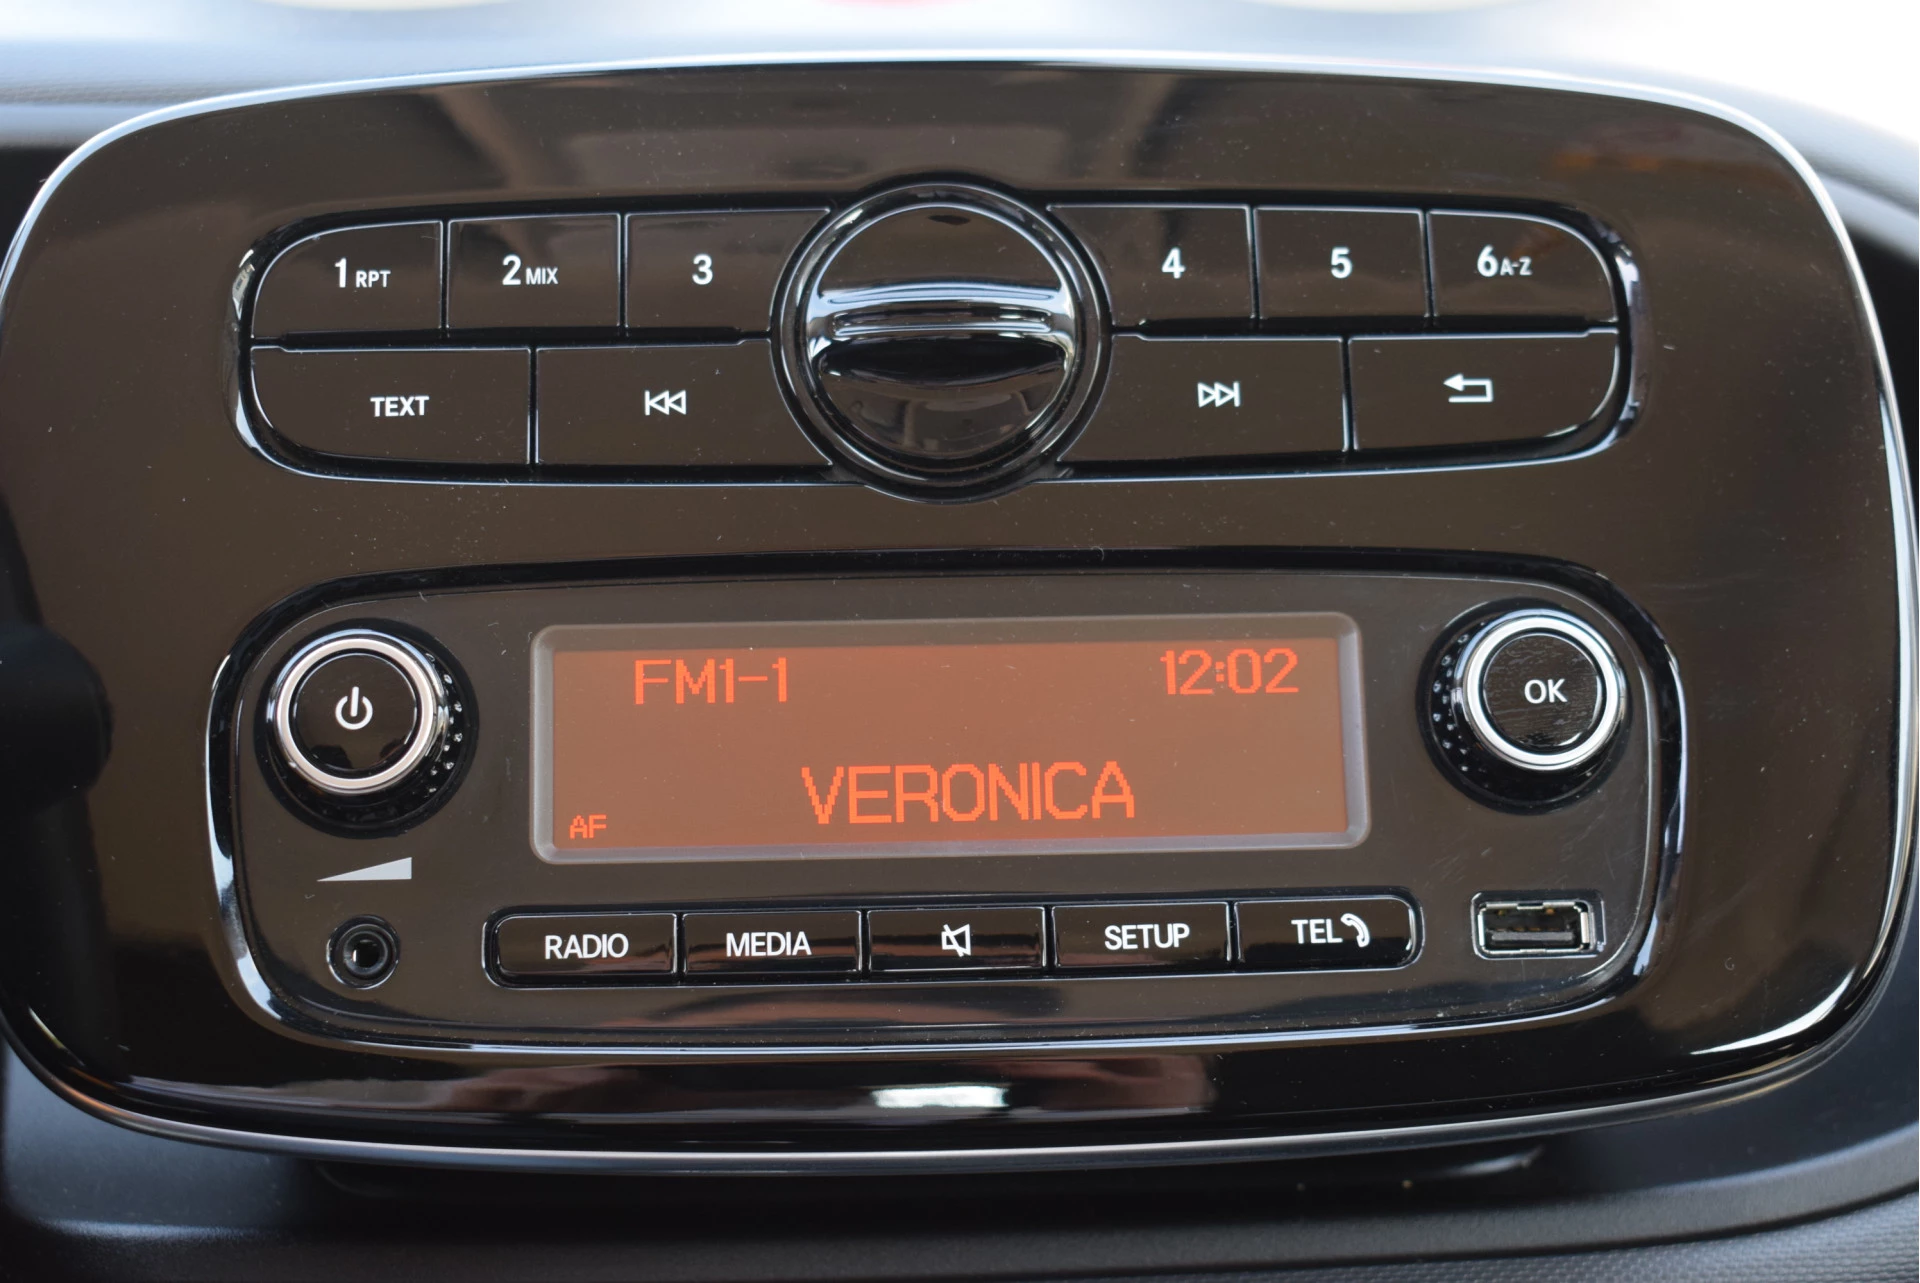 1 RPT 2 MIX 3 4 5 6 A-Z
TEXT
FM1-1 12:02
VERONICA
AF
OK
RADIO MEDIA SETUP TEL